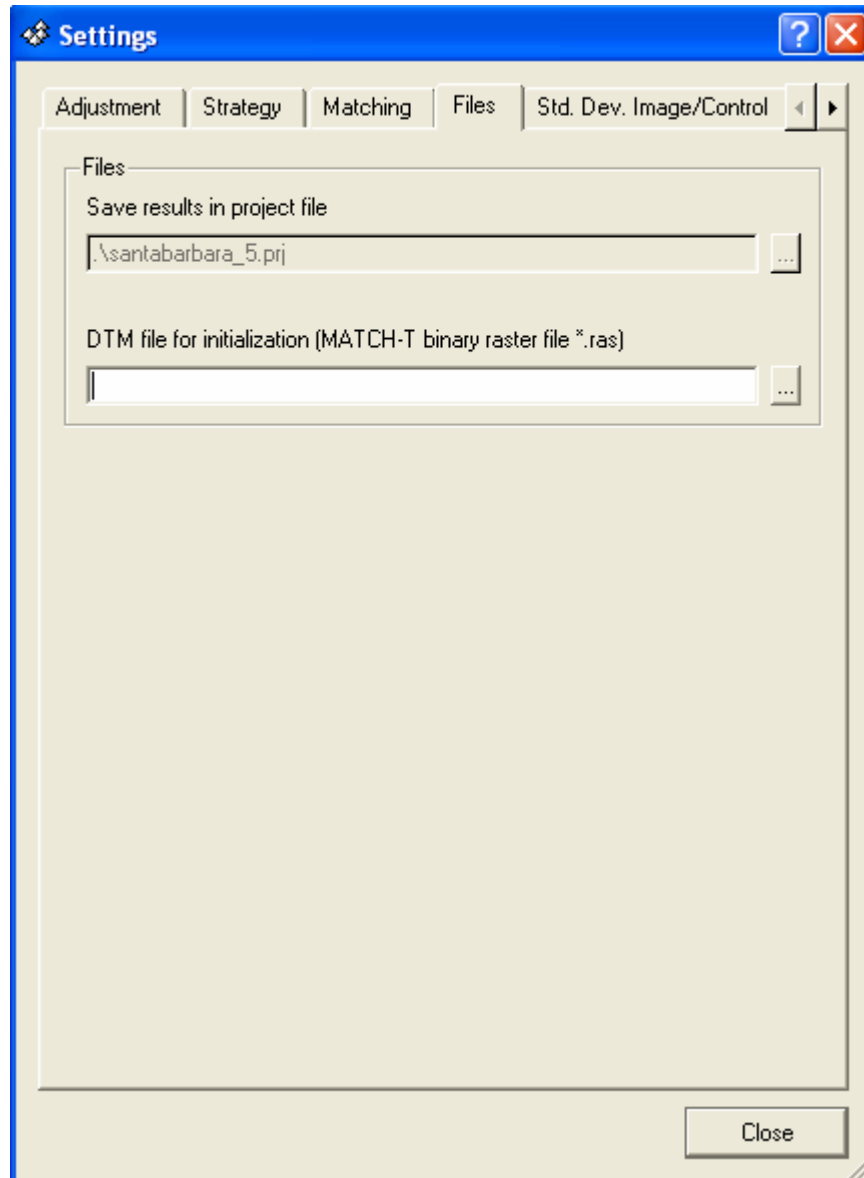 Settings
Adjustment Strategy Matching Files Std. Dev. Image/Control
Files
Save results in project file
.\santabarbara_5.prj ...
DTM file for initialization (MATCH-T binary raster file *.ras)
...
Close